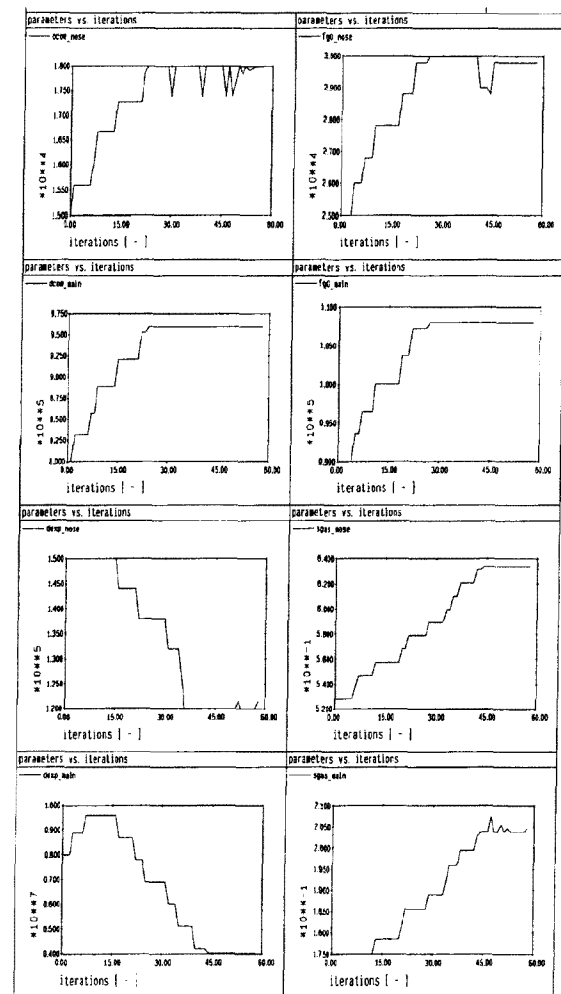 parameters vs. iterations
dcom_nose
1.800
1.750
1.700
1.650
1.600
1.550
1.500
*10**4
0.00 15.00 30.00 45.00 60.00
iterations [ - ]
parameters vs. iterations
fg0_nose
3.000
2.900
2.800
2.700
2.600
2.500
*10**4
0.00 15.00 30.00 45.00 60.00
iterations [ - ]
parameters vs. iterations
dcom_main
9.750
9.500
9.250
9.000
8.750
8.500
8.250
8.000
*10**5
0.00 15.00 30.00 45.00 60.00
iterations [ - ]
parameters vs. iterations
fg0_main
1.100
1.050
1.000
0.950
0.900
*10**5
0.00 15.00 30.00 45.00 60.00
iterations [ - ]
parameters vs. iterations
dexp_nose
1.500
1.450
1.400
1.350
1.300
1.250
1.200
*10**5
0.00 15.00 30.00 45.00 60.00
iterations [ - ]
parameters vs. iterations
sgas_nose
6.400
6.200
6.000
5.800
5.600
5.400
5.200
*10**-1
0.00 15.00 30.00 45.00 60.00
iterations [ - ]
parameters vs. iterations
dexp_main
1.000
0.900
0.800
0.700
0.600
0.500
0.400
*10**7
0.00 15.00 30.00 45.00 60.00
iterations [ - ]
parameters vs. iterations
sgas_main
2.100
2.050
2.000
1.950
1.900
1.850
1.800
1.750
*10**-1
0.00 15.00 30.00 45.00 60.00
iterations [ - ]